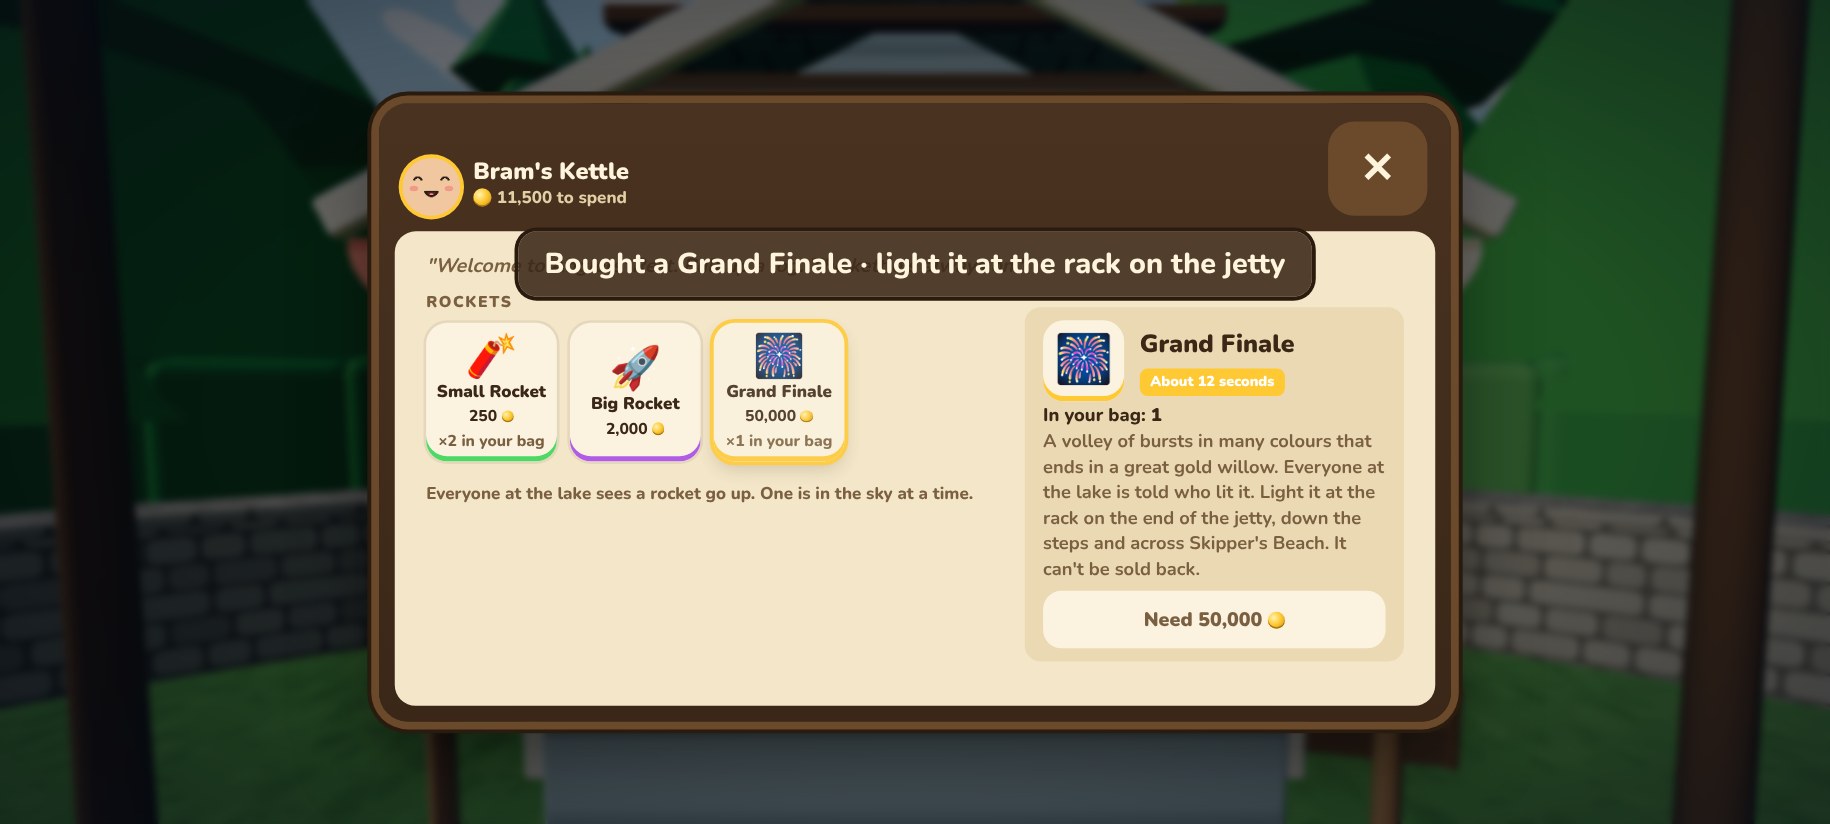 Bram's Kettle
11,500 to spend
Bought a Grand Finale · light it at the rack on the jetty
"Welcome to
ROCKETS
Small Rocket
250
×2 in your bag
Big Rocket
2,000
Grand Finale
50,000
×1 in your bag
Everyone at the lake sees a rocket go up. One is in the sky at a time.
Grand Finale
About 12 seconds
In your bag: 1
A volley of bursts in many colours that
ends in a great gold willow. Everyone at
the lake is told who lit it. Light it at the
rack on the end of the jetty, down the
steps and across Skipper's Beach. It
can't be sold back.
Need 50,000